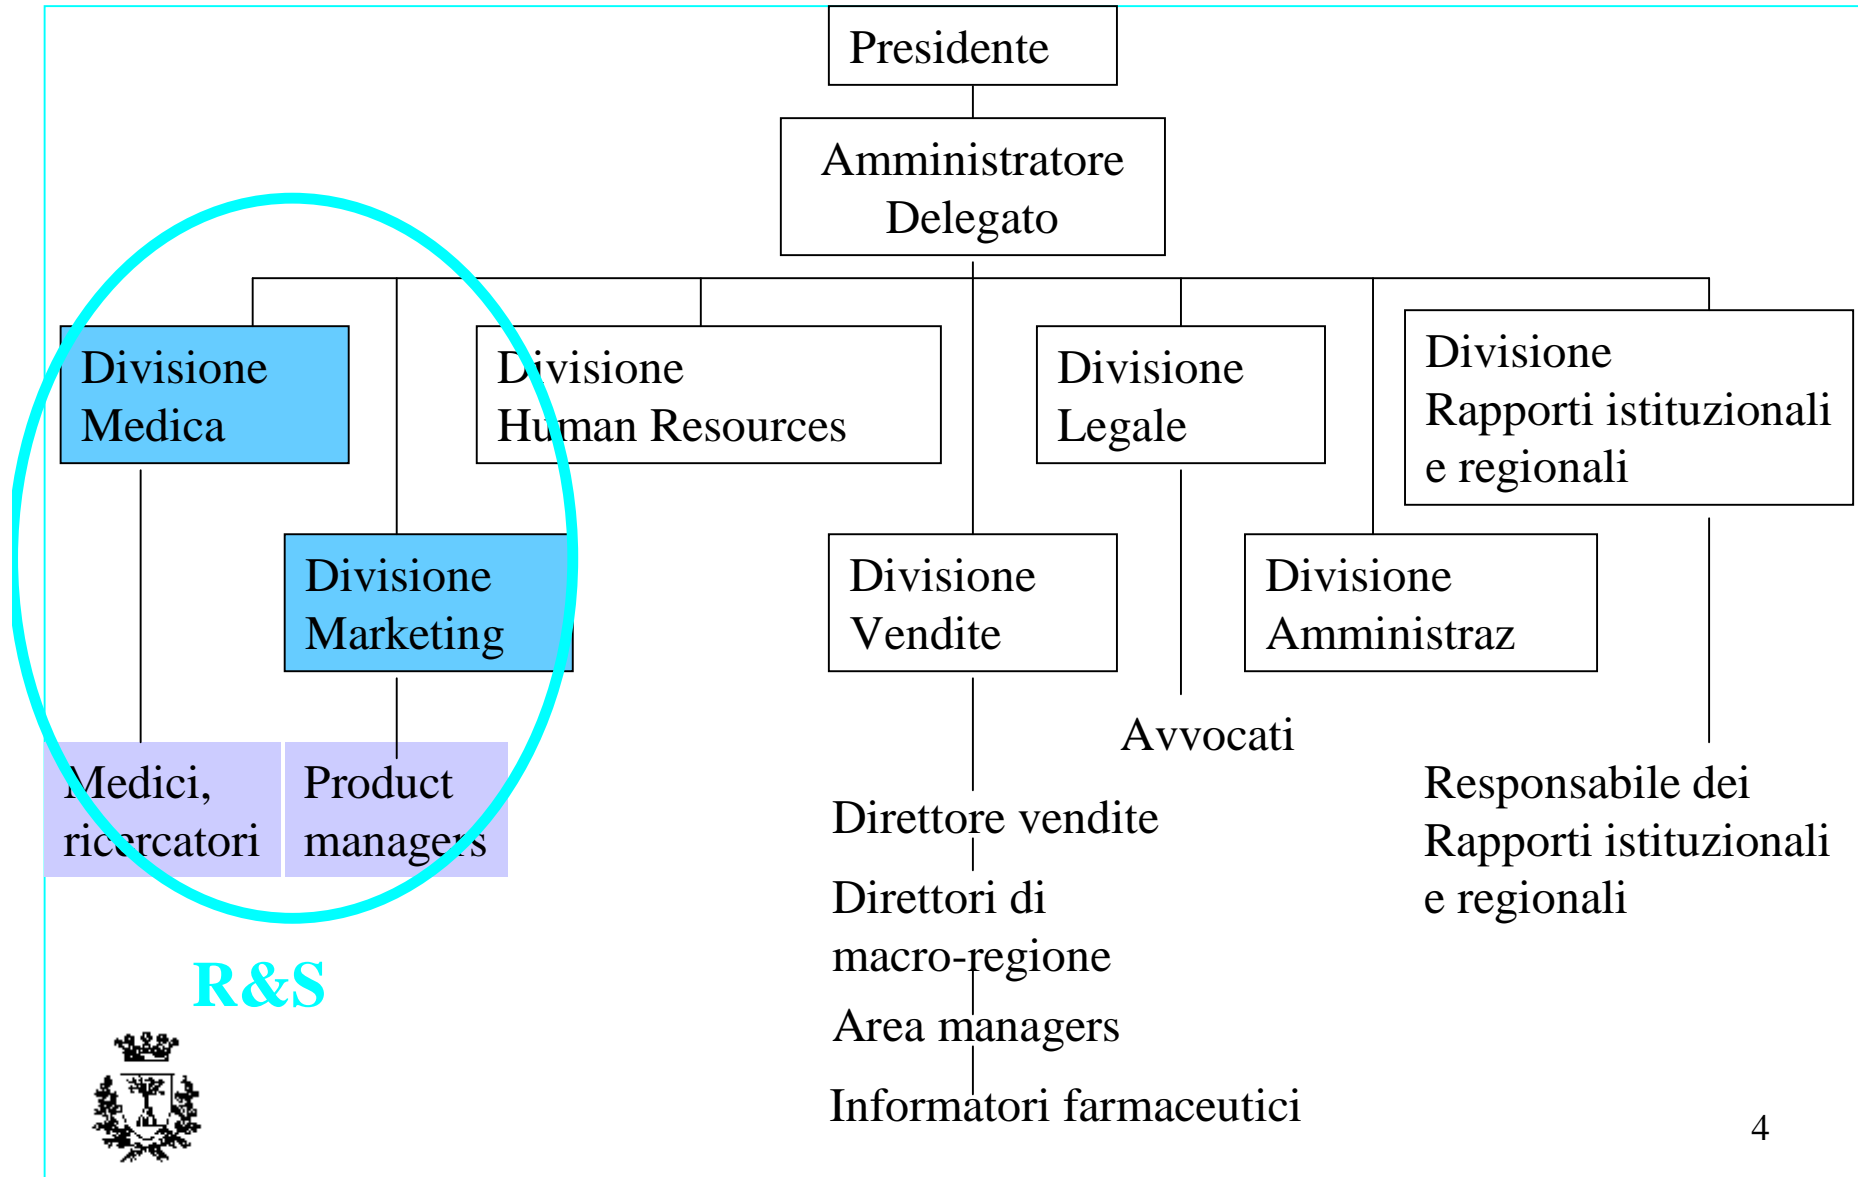 Presidente
Amministratore
Delegato
Divisione
Medica
Divisione
Human Resources
Divisione
Legale
Divisione
Rapporti istituzionali
e regionali
Divisione
Marketing
Divisione
Vendite
Divisione
Amministraz
Medici,
ricercatori
Product
managers
Avvocati
Direttore vendite
Direttori di
macro-regione
Area managers
Informatori farmaceutici
Responsabile dei
Rapporti istituzionali
e regionali
R&S
4